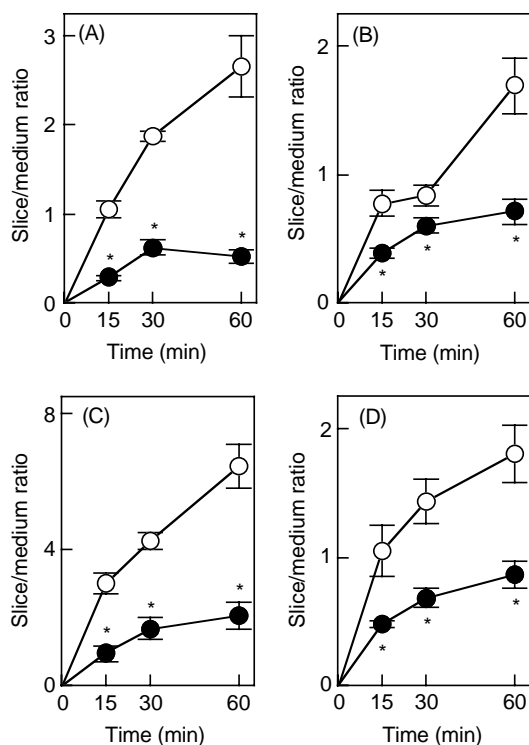 (A)
Slice/medium ratio
3
2
1
0
0 15 30 60
* * *
Time (min)
(B)
Slice/medium ratio
2
1
0
0 15 30 60
* * *
Time (min)
(C)
Slice/medium ratio
8
4
0
0 15 30 60
* * *
Time (min)
(D)
Slice/medium ratio
2
1
0
0 15 30 60
* * *
Time (min)